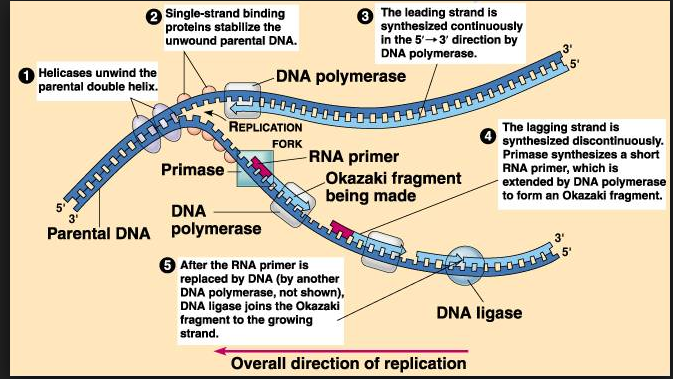 2 Single-strand binding
proteins stabilize the
unwound parental DNA.
3 The leading strand is
synthesized continuously
in the 5'→3' direction by
DNA polymerase.
1 Helicases unwind the
parental double helix.
DNA polymerase
3'
5'
REPLICATION
FORK
4 The lagging strand is
synthesized discontinuously.
Primase synthesizes a short
RNA primer, which is
extended by DNA polymerase
to form an Okazaki fragment.
Primase
RNA primer
Okazaki fragment
being made
5'
3'
Parental DNA
DNA
polymerase
3'
5'
5 After the RNA primer is
replaced by DNA (by another
DNA polymerase, not shown),
DNA ligase joins the Okazaki
fragment to the growing
strand.
DNA ligase
Overall direction of replication